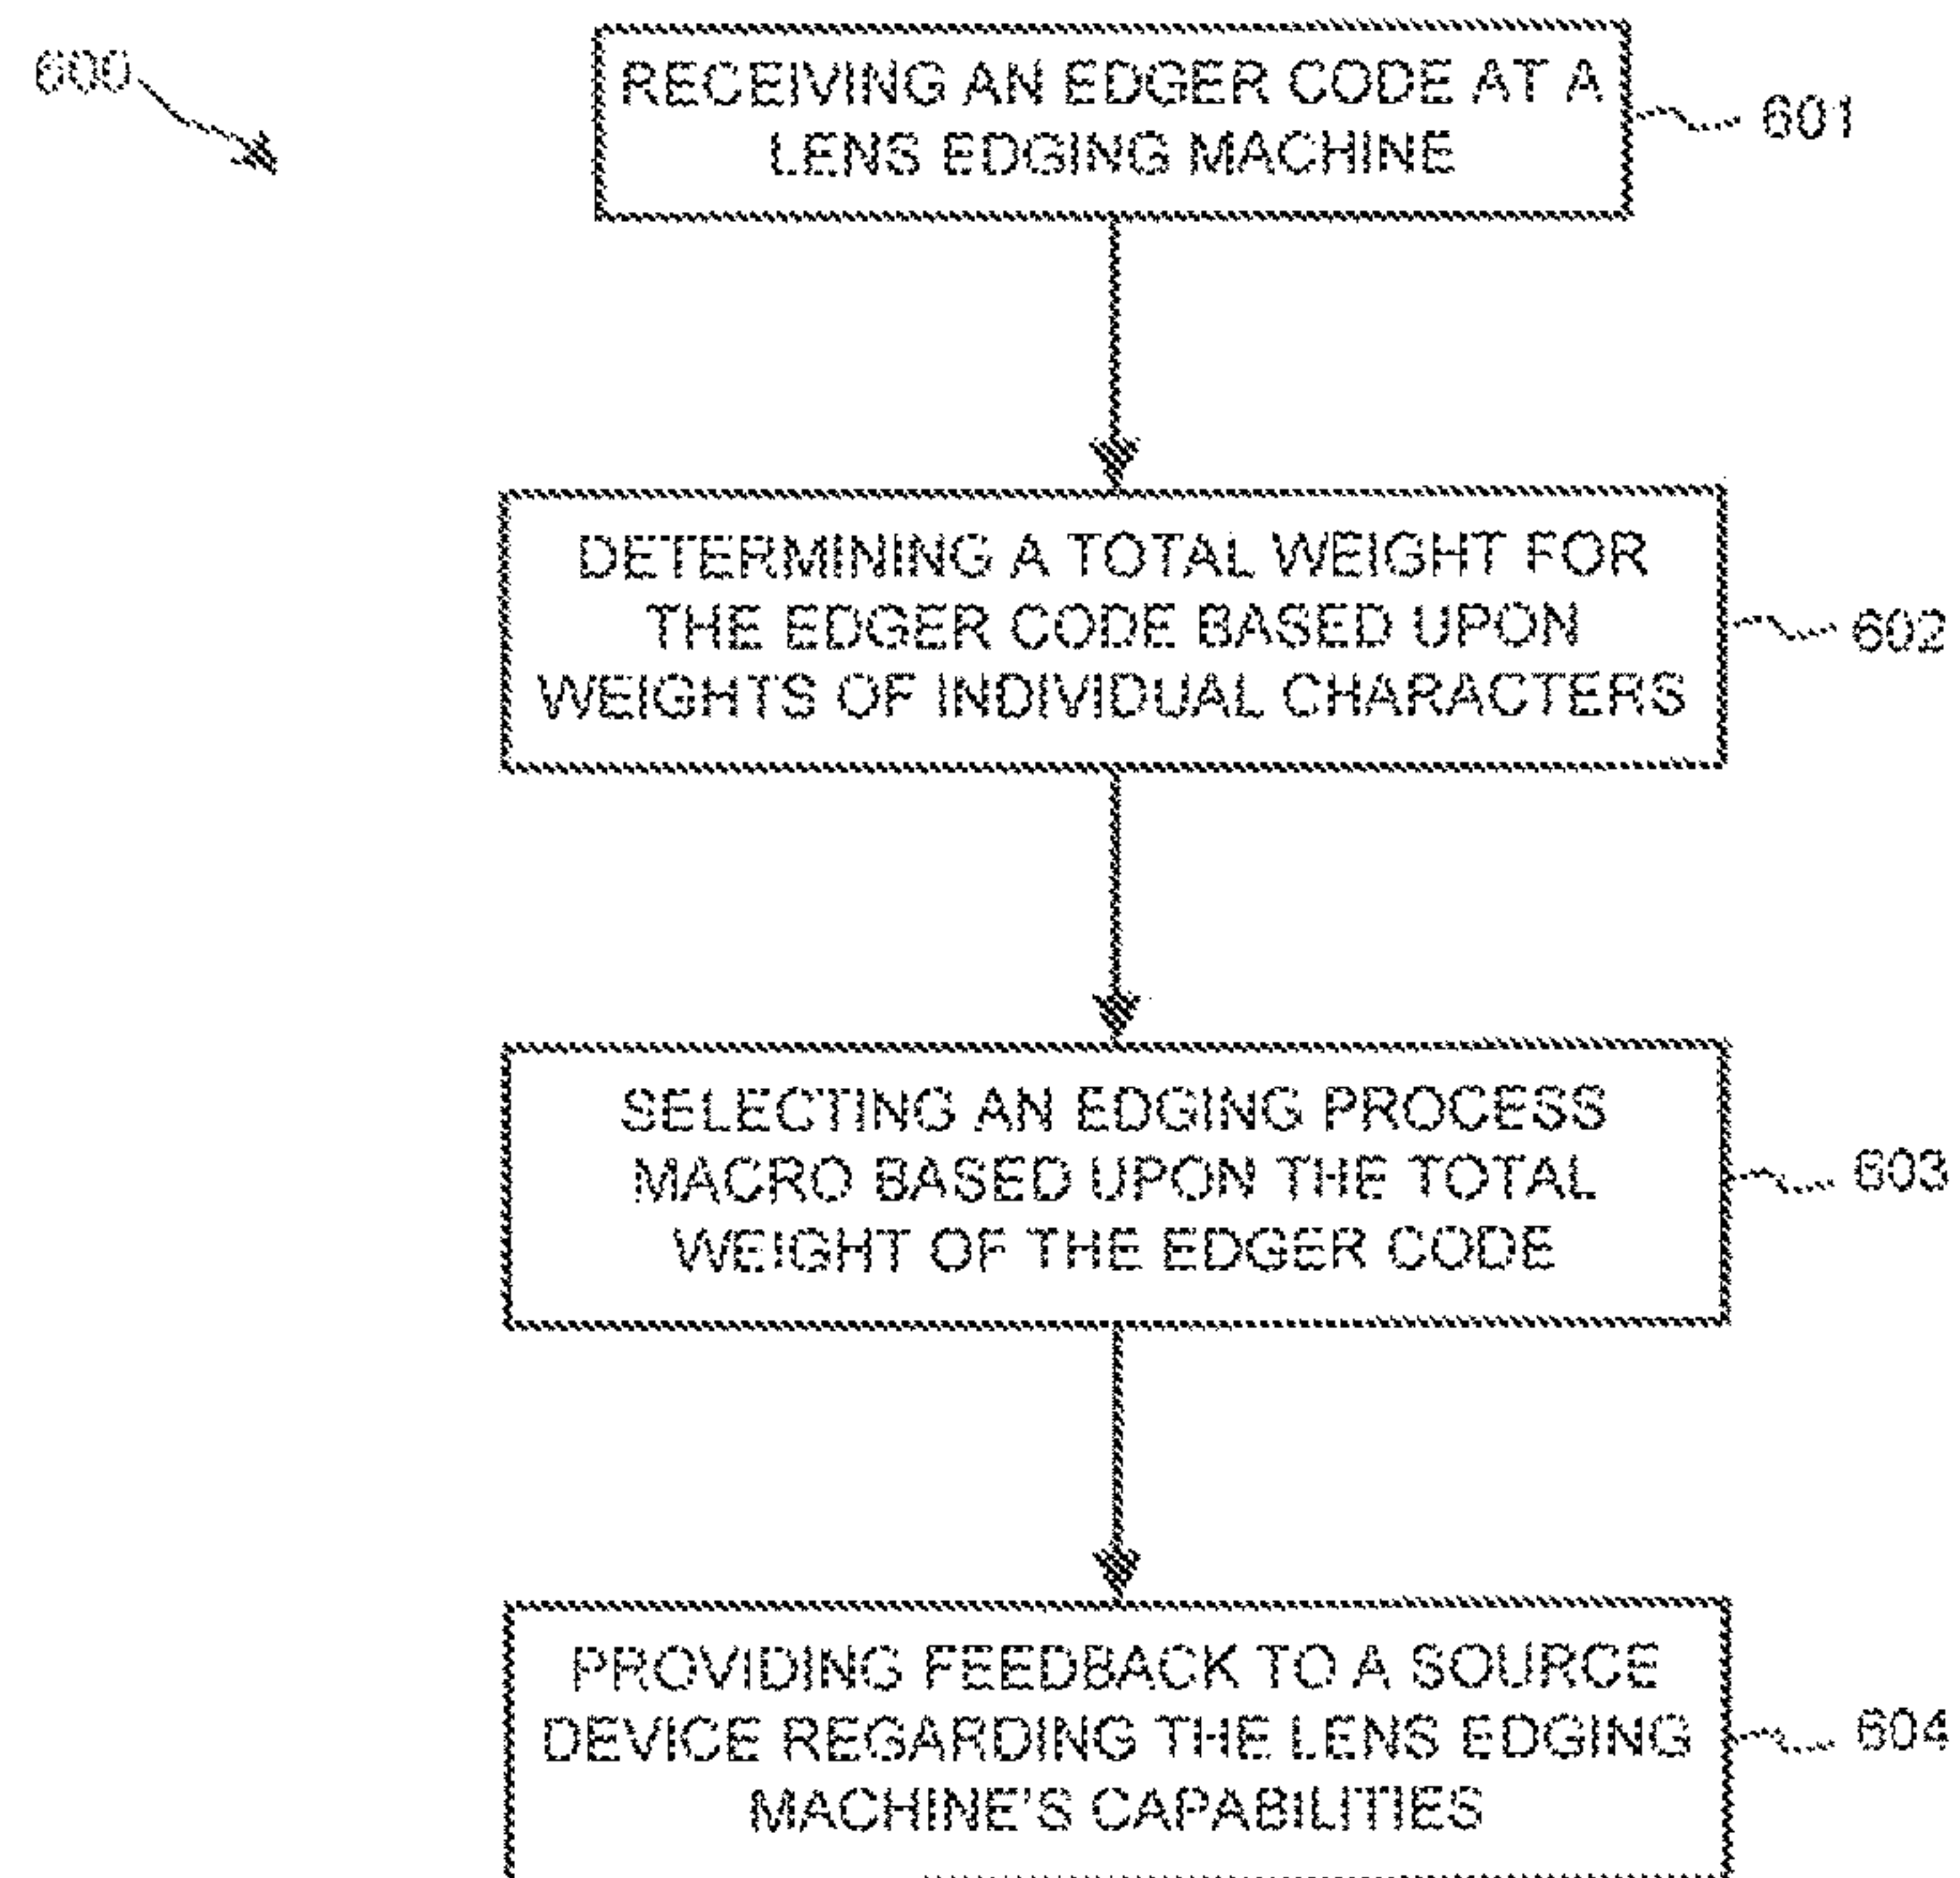 600
RECEIVING AN EDGER CODE AT A
LENS EDGING MACHINE
601
DETERMINING A TOTAL WEIGHT FOR
THE EDGER CODE BASED UPON
WEIGHTS OF INDIVIDUAL CHARACTERS
602
SELECTING AN EDGING PROCESS
MACRO BASED UPON THE TOTAL
WEIGHT OF THE EDGER CODE
603
PROVIDING FEEDBACK TO A SOURCE
DEVICE REGARDING THE LENS EDGING
MACHINE'S CAPABILITIES
604